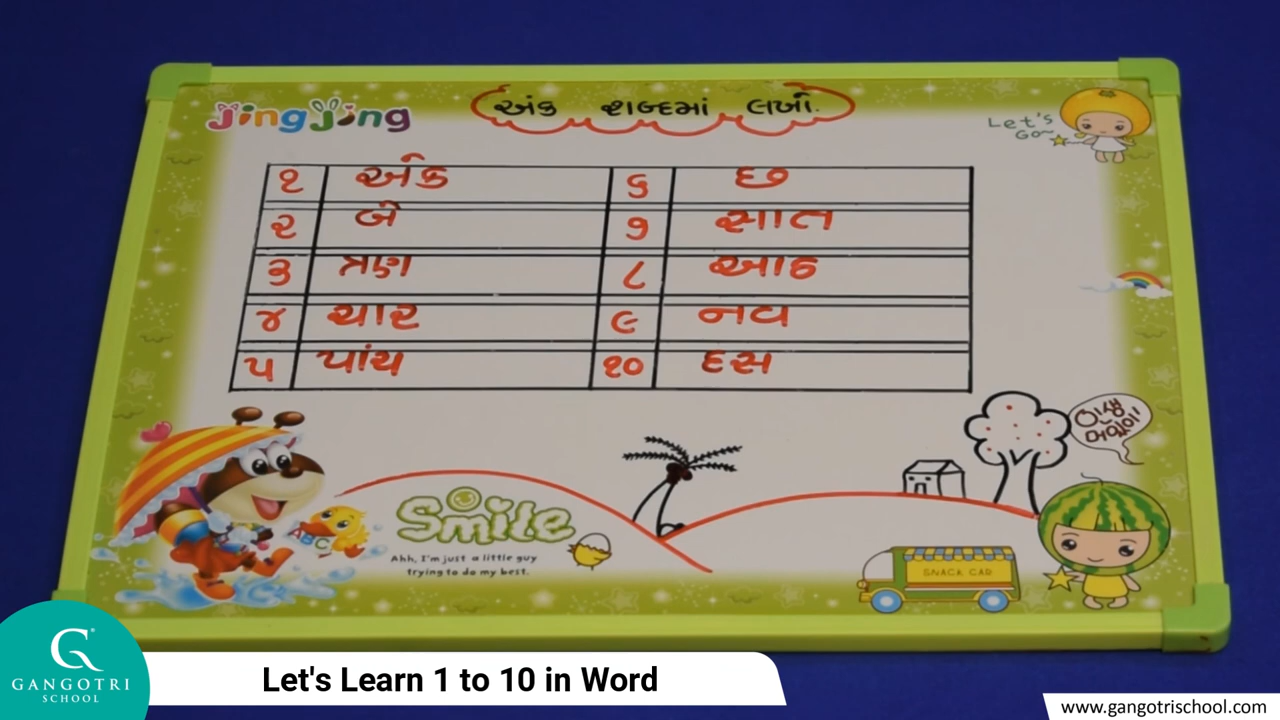 JingJing
અંક શબ્દમાં લખો.
Let's
Go~
૧ એક ૬ છ
૨ બે ૭ સાત
૩ ત્રણ ૮ આઠ
૪ ચાર ૯ નવ
૫ પાંચ ૧૦ દસ
Smile
Ahh, I'm just a little guy
trying to do my best.
ABC
SNACK CAR
GANGOTRI
SCHOOL
Let's Learn 1 to 10 in Word
www.gangotrischool.com